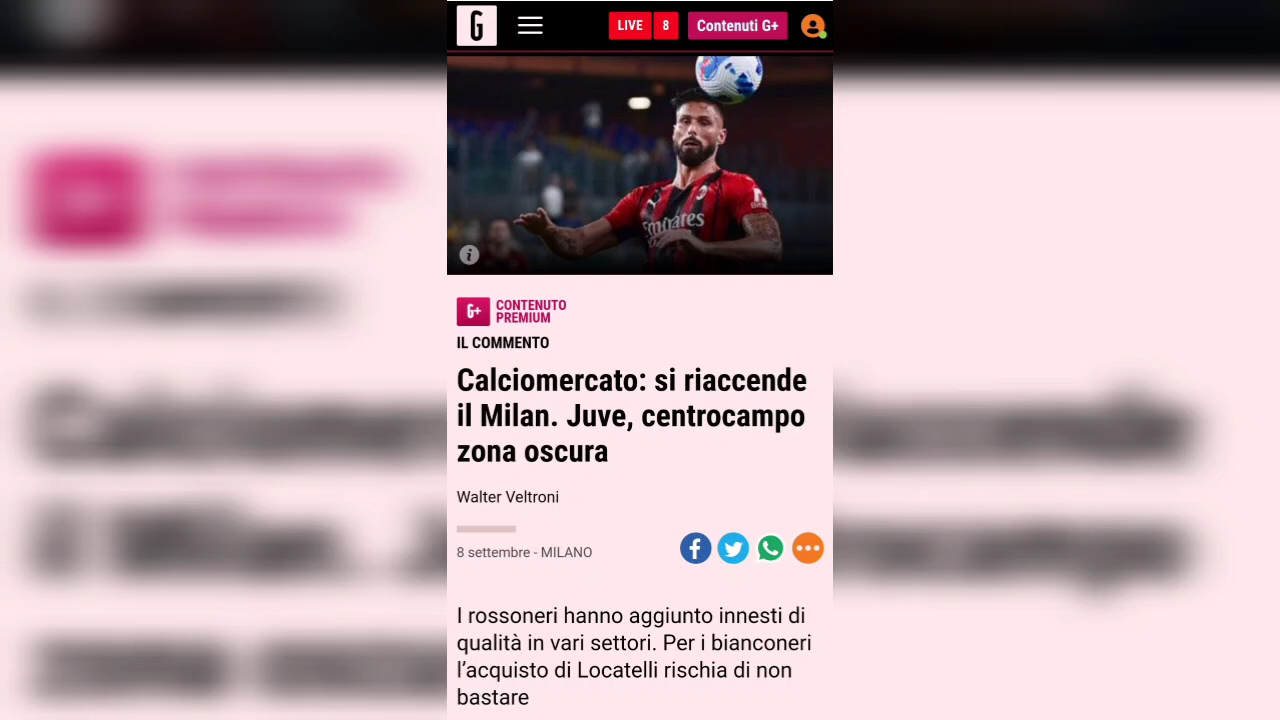 G
LIVE 8 Contenuti G+
Emirates
i
G+ CONTENUTO
PREMIUM
IL COMMENTO
Calciomercato: si riaccende
il Milan. Juve, centrocampo
zona oscura
Walter Veltroni
8 settembre - MILANO
I rossoneri hanno aggiunto innesti di
qualità in vari settori. Per i bianconeri
l'acquisto di Locatelli rischia di non
bastare